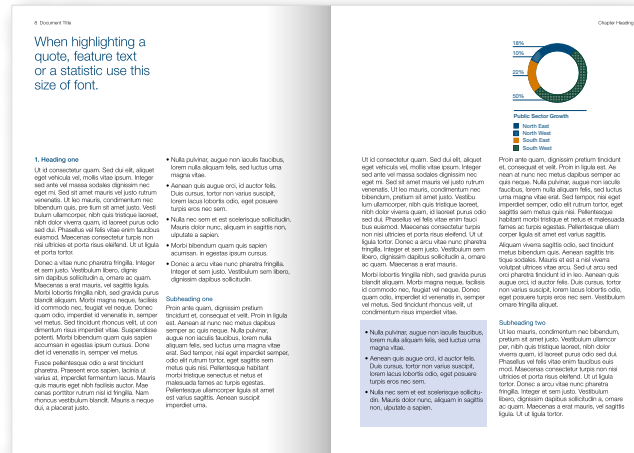 8 Document Title
When highlighting a
quote, feature text
or a statistic use this
size of font.
1. Heading one
Ut id consectetur quam. Sed dui elit, aliquet
eget vehicula vel, mollis vitae ipsum. Integer
sed ante vel massa sodales dignissim nec
eget mi. Sed sit amet mauris vel justo rutrum
venenatis. Ut leo mauris, condimentum nec
bibendum quis, pre tium sit amet justo. Vesti
bulum ullamcorper, nibh quis tristique laoreet,
nibh dolor viverra quam, id laoreet purus odio
sed dui. Phasellus vel felis vitae enim faucibus
euismod. Maecenas consectetur turpis non
nisi ultricies et porta risus eleifend. Ut ut ligula
et porta tortor.
Donec a vitae nunc pharetra fringilla. Integer
et sem justo. Vestibulum libero, dignis
sim dapibus sollicitudin a, ornare ac quam.
Maecenas a erat mauris, vel sagittis ligula.
Morbi lobortis fringilla nibh, sed gravida purus
blandit aliquam. Morbi magna neque, facilisis
id commodo nec, feugiat vel neque. Donec
quam odio, imperdiet id venenatis in, semper
vel metus. Sed tincidunt rhoncus velit, ut con
dimentum nisi imperdiet vitae. Suspendisse
potenti. Morbi bibendum quam quis sapien
accumsan in egestas ipsum cursus. Done
diet id venenatis in, semper vel metus.
Fusce pellentesque odio a erat tincidunt
pharetra. Praesent eros sapien, lacinia ut
varius at, imperdiet fermentum lacus. Mauris
quis mauris eget nibh facilisis auctor. Mae
cenas porttitor rutrum nisl id fringilla. Nam
rhoncus vestibulum blandit. Mauris a neque
dui, a placerat justo.
• Nulla pulvinar, augue non iaculis faucibus,
lorem nulla aliquam felis, sed luctus urna
magna vitae.
• Aenean quis augue orci, id auctor felis.
Duis cursus, tortor non varius suscipit,
lorem lacus lobortis odio, eget posuere
turpis eros nec sem.
• Nulla nec sem et est scelerisque sollicitudin.
Mauris dolor nunc, aliquam in sagittis non,
ulputate a sapien.
• Morbi bibendum quam quis sapien
acumsan. in egestas ipsum cursus.
• Donec a arcu vitae nunc pharetra fringilla.
Integer et sem justo. Vestibulum sem libero,
dignissim dapibus sollicitudin.
Subheading one
Proin ante quam, dignissim pretium tincidunt
est, consequat et velit. Proin in ligula
est. Aenean at nunc nec metus dapibus
semper ac quis neque. Nulla pulvinar,
augue non iaculis faucibus, lorem nulla
aliquam felis, sed luctus urna magna vitae
erat. Sed tempor, nisi eget imperdiet semper,
elit odio rutrum tortor, eget sagittis sem
metus quis nisi. Pellentesque habitant
morbi tristique senectus et netus et
malesuada fames ac turpis egestas.
Pellentesque ullamcorper ligula sit amet
est varius sagittis. Aenean suscipit
imperdiet urna.
Chapter Heading
18%
10%
22%
50%
Public Sector Growth
North East
North West
South East
South West
Ut id consectetur quam. Sed dui elit, aliquet
eget vehicula vel, mollis vitae ipsum. Integer
sed ante vel massa sodales dignissim nec
eget mi. Sed sit amet mauris vel justo rutrum
venenatis. Ut leo mauris, condimentum nec
bibendum, pretium sit amet justo. Vestibu
lum ullamcorper, nibh quis tristique laoreet,
nibh dolor viverra quam, id laoreet purus odio
sed dui. Phasellus vel felis vitae enim fauci
bus euismod. Maecenas consectetur turpis
non nisi ultricies et porta risus eleifend. Ut ut
ligula tortor. Donec a arcu vitae nunc pharetra
fringilla. Integer et sem justo. Vestibulum sem
libero, dignissim dapibus sollicitudin a, ornare
ac quam. Maecenas a erat mauris.
Morbi lobortis fringilla nibh, sed gravida purus
blandit aliquam. Morbi magna neque, facilisis
id commodo nec, feugiat vel neque. Donec
quam odio, imperdiet id venenatis in, semper
vel metus. Sed tincidunt rhoncus velit, ut
condimentum nisi imperdiet vitae.
• Nulla pulvinar, augue non iaculis faucibus,
lorem nulla aliquam felis, sed luctus urna
magna vitae.
• Aenean quis augue orci, id auctor felis.
Duis cursus, tortor non varius suscipit,
lorem lacus lobortis odio, eget posuere
turpis eros nec sem.
• Nulla nec sem et est scelerisque sollicitu-
din. Mauris dolor nunc, aliquam in sagittis
non, ulputate a sapien.
Proin ante quam, dignissim pretium tincidunt
et, consequat et velit. Proin in ligula est. Ae
nean at nunc nec metus dapibus semper ac
quis neque. Nulla pulvinar, augue non iaculis
faucibus, lorem nulla aliquam felis, sed luctus
urna magna vitae erat. Sed tempor, nisi eget
imperdiet semper, odio elit rutrum tortor, eget
sagittis sem metus quis nisi. Pellentesque
habitant morbi tristique et netus et malesuada
fames ac turpis egestas. Pellentesque ullam
corper ligula sit amet est varius sagittis.
Aliquam viverra sagittis odio, sed tincidunt
metus dapibus vitae. Aenean sagittis tris
tique sodales. Mauris et est a nisl viverra
volutpat ultrices vitae arcu. Sed ut arcu sed
orci pharetra tincidunt id in leo. Aenean quis
augue orci, id auctor felis. Duis cursus, tortor
non varius suscipit, lorem lacus lobortis odio,
eget posuere turpis eros nec sem. Vestibulum
ornare fringilla aliquet.
Subheading two
Ut leo mauris, condimentum nec bibendum,
pretium sit amet justo. Vestibulum ullamcor
per, nibh quis tristique laoreet, nibh dolor
viverra quam, id laoreet purus odio sed dui.
Phasellus vel felis vitae enim faucibus euis
mod. Maecenas consectetur turpis non nisi
ultricies et porta risus eleifend. Ut ut ligula
tortor. Donec a arcu vitae nunc pharetra
fringilla. Integer et sem justo. Vestibulum
libero, dignissim dapibus sollicitudin a, ornare
ac quam. Maecenas a erat mauris, vel sagittis
ligula. Ut ut ligula tortor.